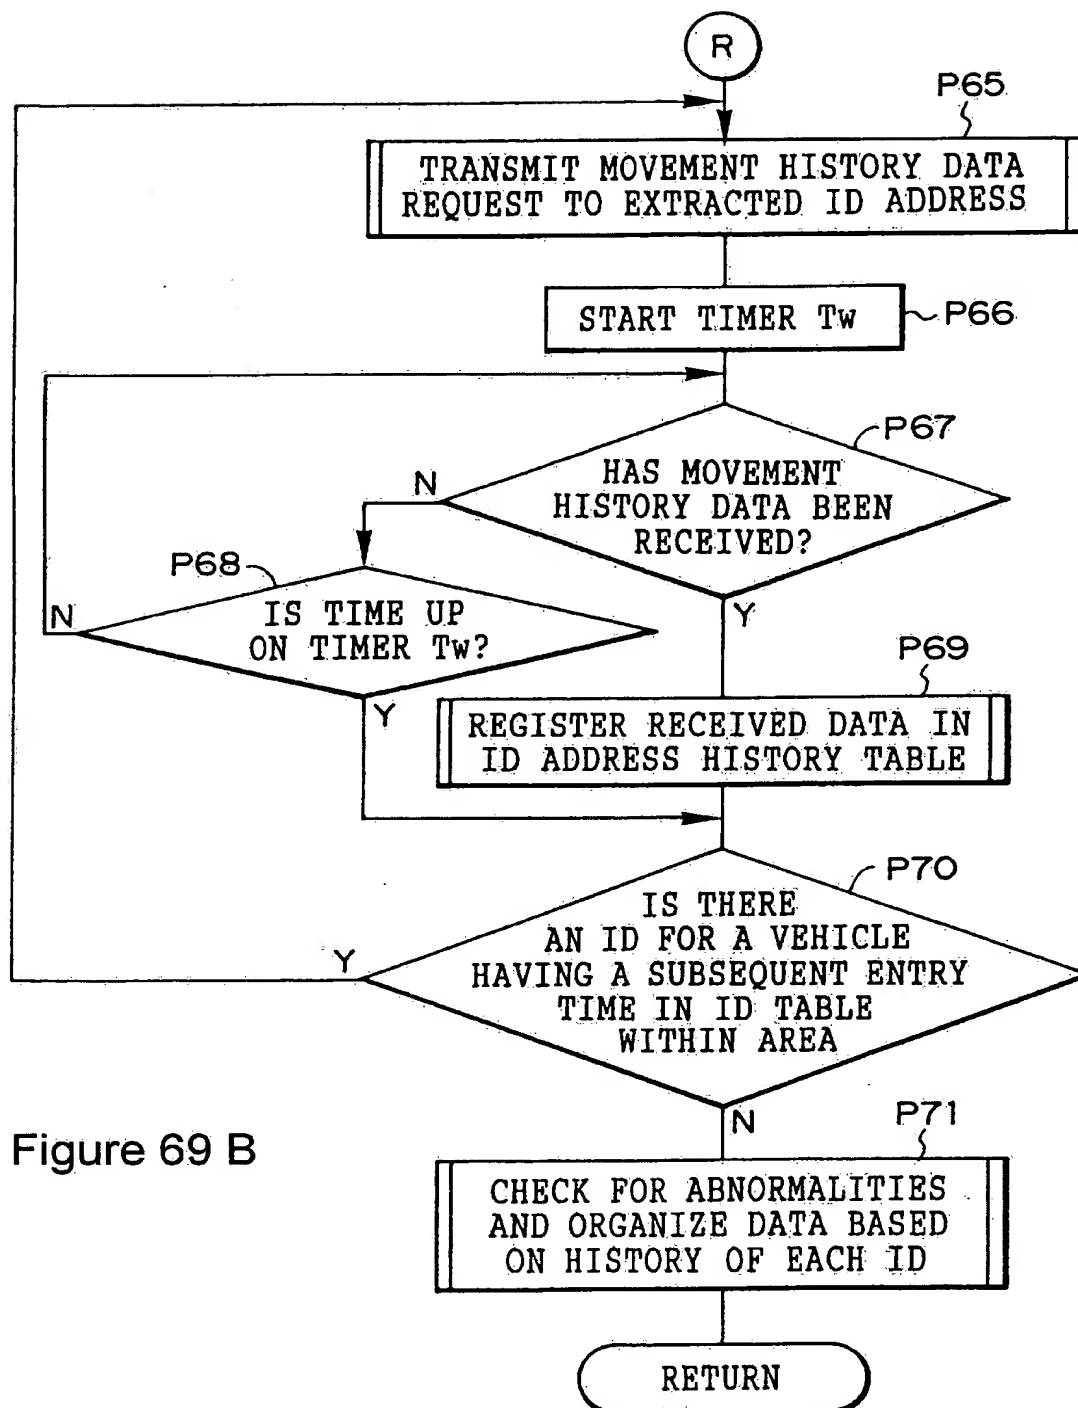 R
P65
TRANSMIT MOVEMENT HISTORY DATA
REQUEST TO EXTRACTED ID ADDRESS
START TIMER Tw
P66
P67
HAS MOVEMENT
HISTORY DATA BEEN
RECEIVED?
N
Y
P68
IS TIME UP
ON TIMER Tw?
N
Y
P69
REGISTER RECEIVED DATA IN
ID ADDRESS HISTORY TABLE
P70
IS THERE
AN ID FOR A VEHICLE
HAVING A SUBSEQUENT ENTRY
TIME IN ID TABLE
WITHIN AREA
Y
N
P71
Figure 69 B
CHECK FOR ABNORMALITIES
AND ORGANIZE DATA BASED
ON HISTORY OF EACH ID
RETURN